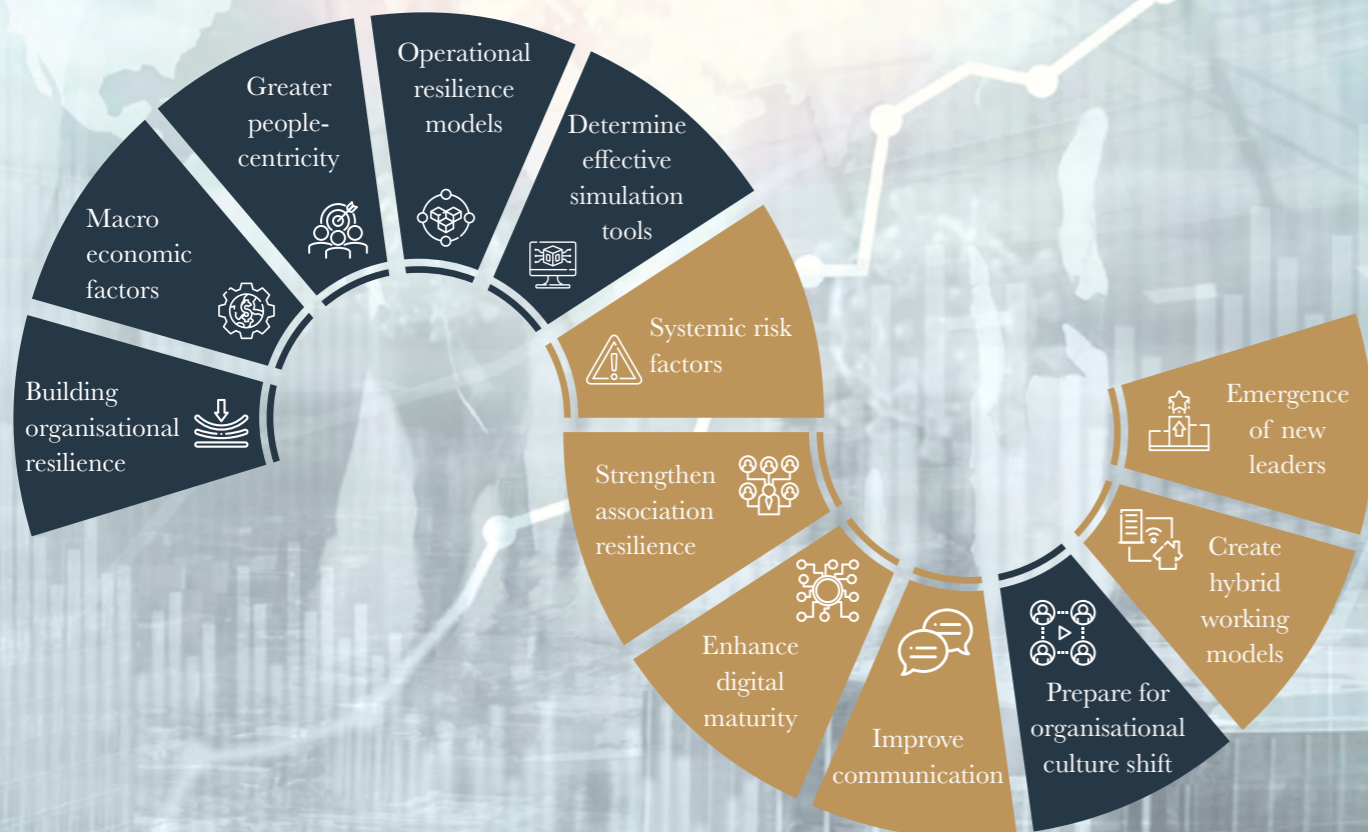 Building
organisational
resilience
Macro
economic
factors
Greater
people-
centricity
Operational
resilience
models
Determine
effective
simulation
tools
Systemic risk
factors
Strengthen
association
resilience
Enhance
digital
maturity
Improve
communication
Prepare for
organisational
culture shift
Create
hybrid
working
models
Emergence
of new
leaders